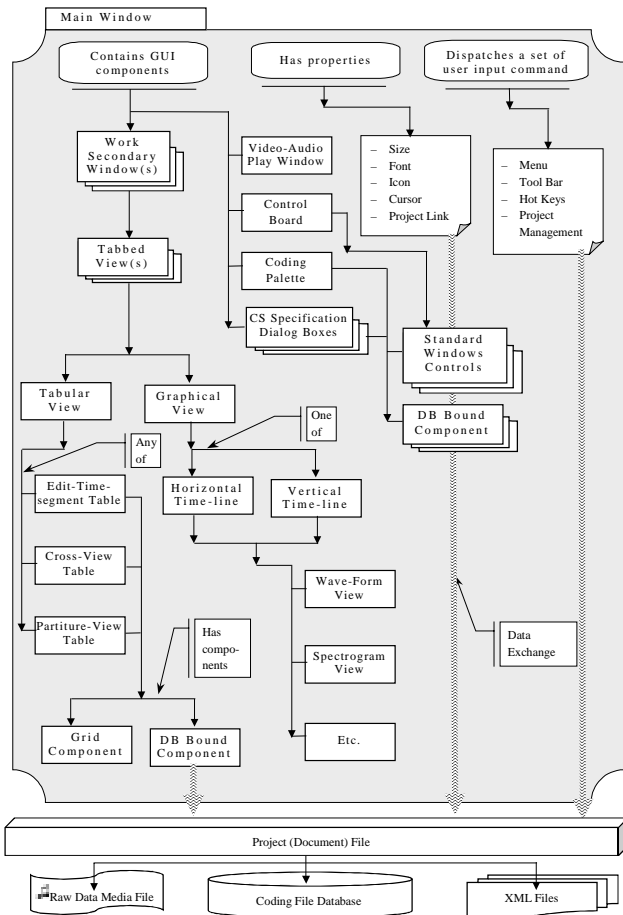 Main Window
Contains GUI
components
Has properties
Dispatches a set of
user input command
Work
Secondary
Window(s)
Video-Audio
Play Window
– Size
– Font
– Icon
– Cursor
– Project Link
– Menu
– Tool Bar
– Hot Keys
– Project
Management
Control
Board
Tabbed
View(s)
Coding
Palette
CS Specification
Dialog Boxes
Standard
Windows
Controls
Tabular
View
Graphical
View
One
of
DB Bound
Component
Any
of
Edit-Time-
segment Table
Horizontal
Time-line
Vertical
Time-line
Cross-View
Table
Wave-Form
View
Partiture-View
Table
Has
compo-
nents
Data
Exchange
Spectrogram
View
Grid
Component
DB Bound
Component
Etc.
Project (Document) File
Raw Data Media File
Coding File Database
XML Files